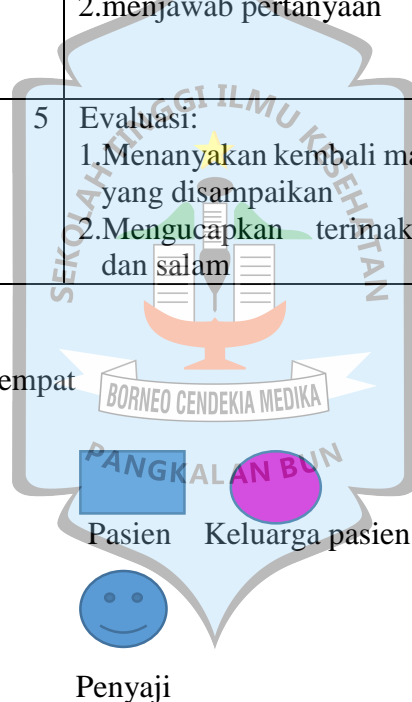 2.menjawab pertanyaan
5 Evaluasi:
1.Menanyakan kembali ma
yang disampaikan
2.Mengucapkan terimak
dan salam
SEKOLAH TINGGI ILMU KESEHATAN
empat
BORNEO CENDEKIA MEDIKA
PANGKALAN BUN
Pasien Keluarga pasien
Penyaji